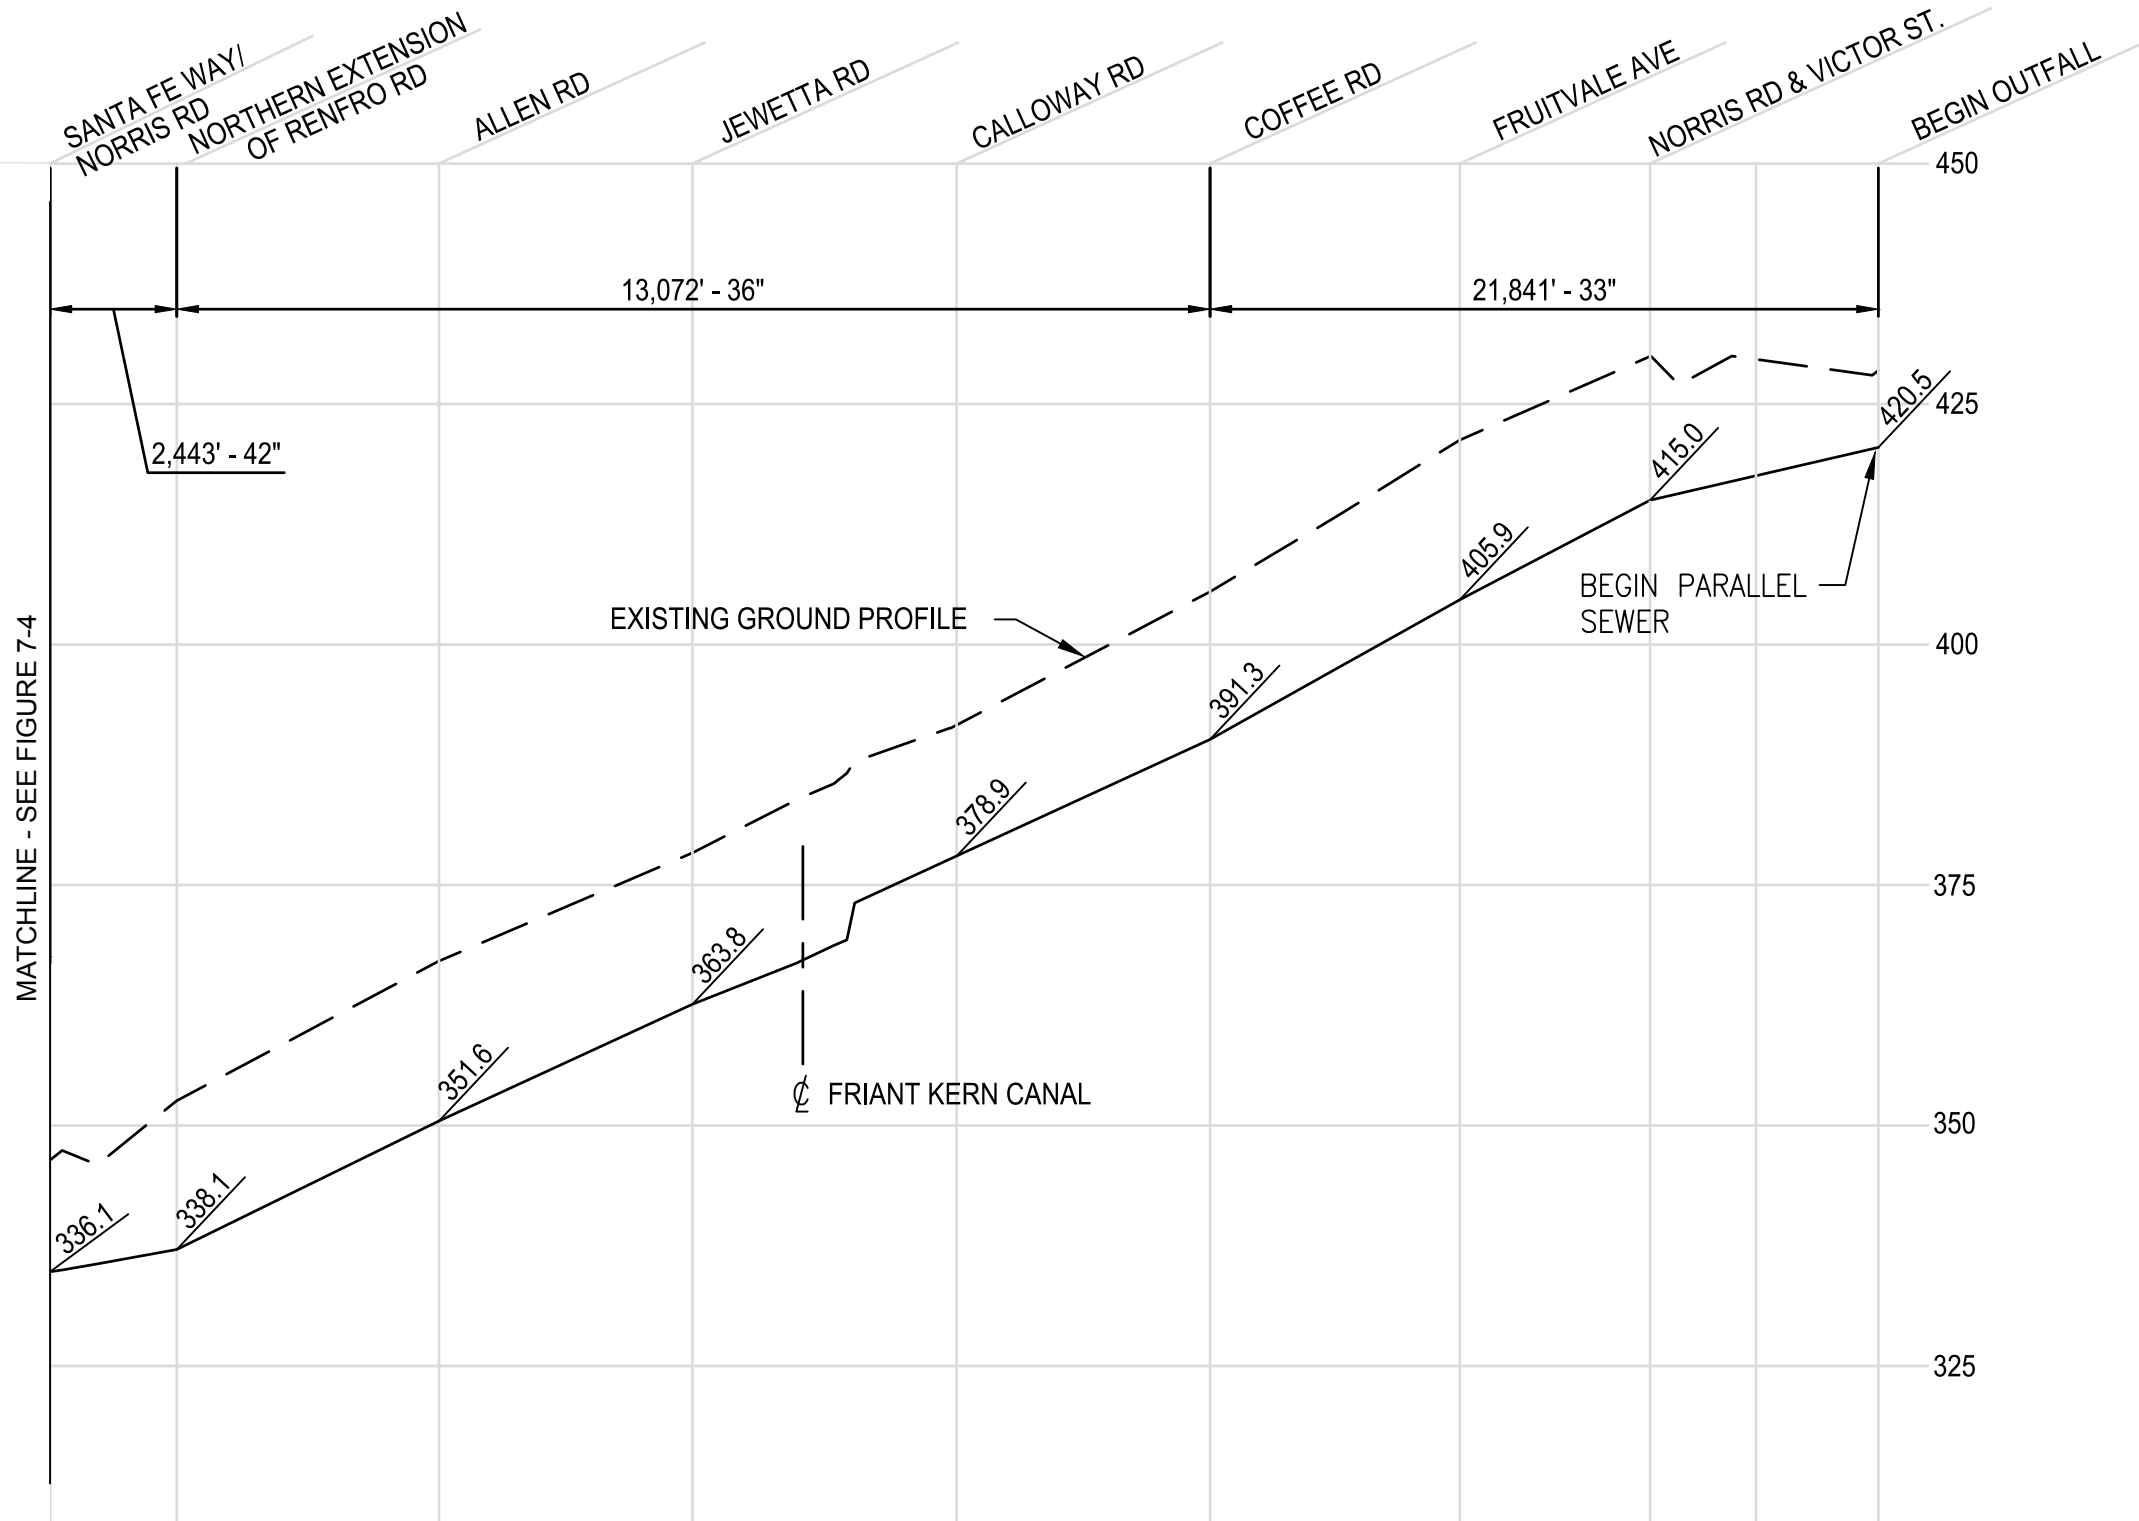 SANTA FE WAY/
NORRIS RD
NORTHERN EXTENSION
OF RENFRO RD
ALLEN RD
JEWETTA RD
CALLOWAY RD
COFFEE RD
FRUITVALE AVE
NORRIS RD & VICTOR ST.
BEGIN OUTFALL
450
13,072' - 36"
21,841' - 33"
2,443' - 42"
425
420.5
415.0
405.9
BEGIN PARALLEL
SEWER
EXISTING GROUND PROFILE
400
391.3
378.9
375
363.8
MATCHLINE - SEE FIGURE 7-4
351.6
℄ FRIANT KERN CANAL
350
338.1
336.1
325